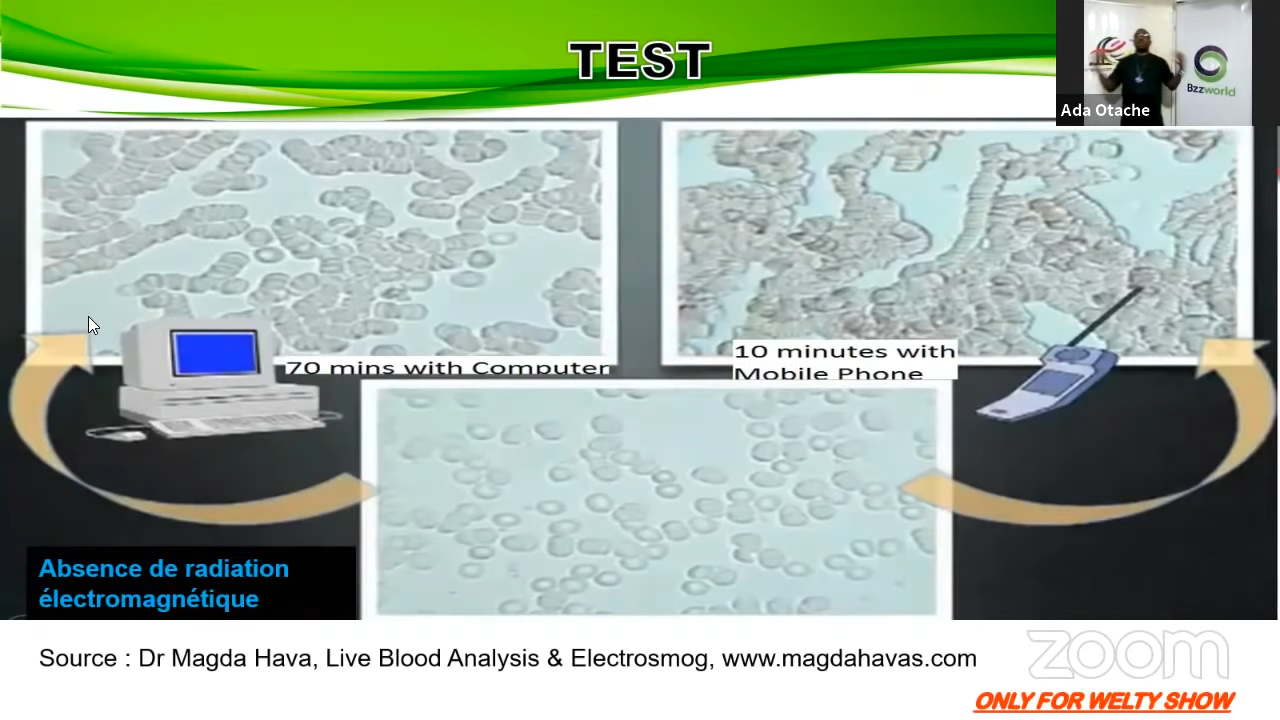 TEST
Bzzworld
Ada Otache
70 mins with Computer
10 minutes with
Mobile Phone
Absence de radiation
électromagnétique
Source : Dr Magda Hava, Live Blood Analysis & Electrosmog, www.magdahavas.com
zoom
ONLY FOR WELTY SHOW